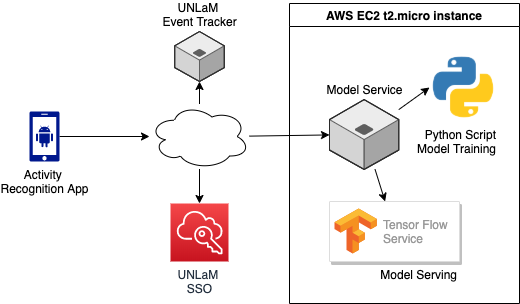 UNLaM
Event Tracker
AWS EC2 t2.micro instance
Model Service
Python Script
Model Training
Activity
Recognition App
Tensor Flow
Service
Model Serving
UNLaM
SSO